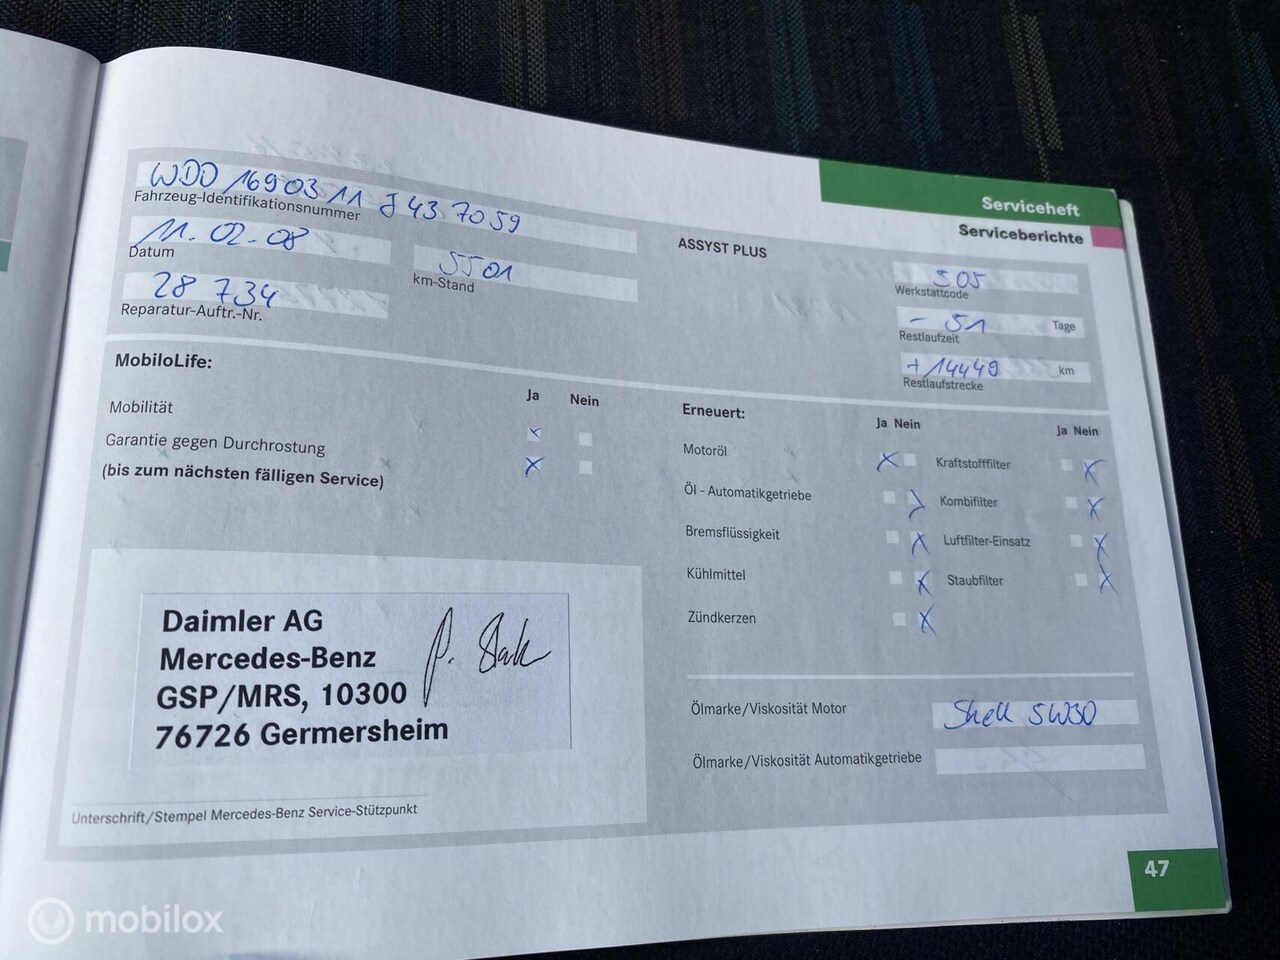 Serviceheft
Serviceberichte
WDD 1690311 J437059
Fahrzeug-Identifikationsnummer
11.02.08
Datum
5501
km-Stand
28 734
Reparatur-Auftr.-Nr.
ASSYST PLUS
505
Werkstattcode
- 51 Tage
Restlaufzeit
+ 14449 km
Restlaufstrecke
MobiloLife:
Ja Nein
Mobilität
Garantie gegen Durchrostung
(bis zum nächsten fälligen Service)
Erneuert:
Ja Nein
Ja Nein
Motoröl
Kraftstofffilter
Öl - Automatikgetriebe
Kombifilter
Bremsflüssigkeit
Luftfilter-Einsatz
Kühlmittel
Staubfilter
Zündkerzen
Daimler AG
Mercedes-Benz
GSP/MRS, 10300
76726 Germersheim
Unterschrift/Stempel Mercedes-Benz Service-Stützpunkt
Ölmarke/Viskosität Motor
Shell 5W30
Ölmarke/Viskosität Automatikgetriebe
47
mobilox